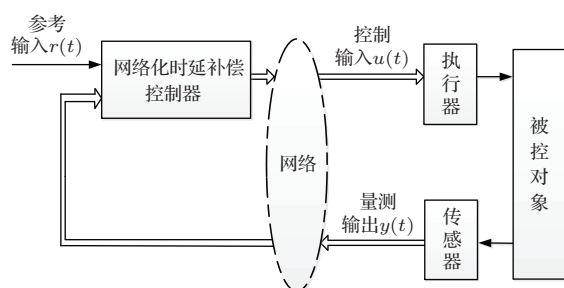 参考
输入r(t)
网络化时延补偿
控制器
控制
输入u(t)
执
行
器
被
控
对
象
网络
量测
输出y(t)
传
感
器